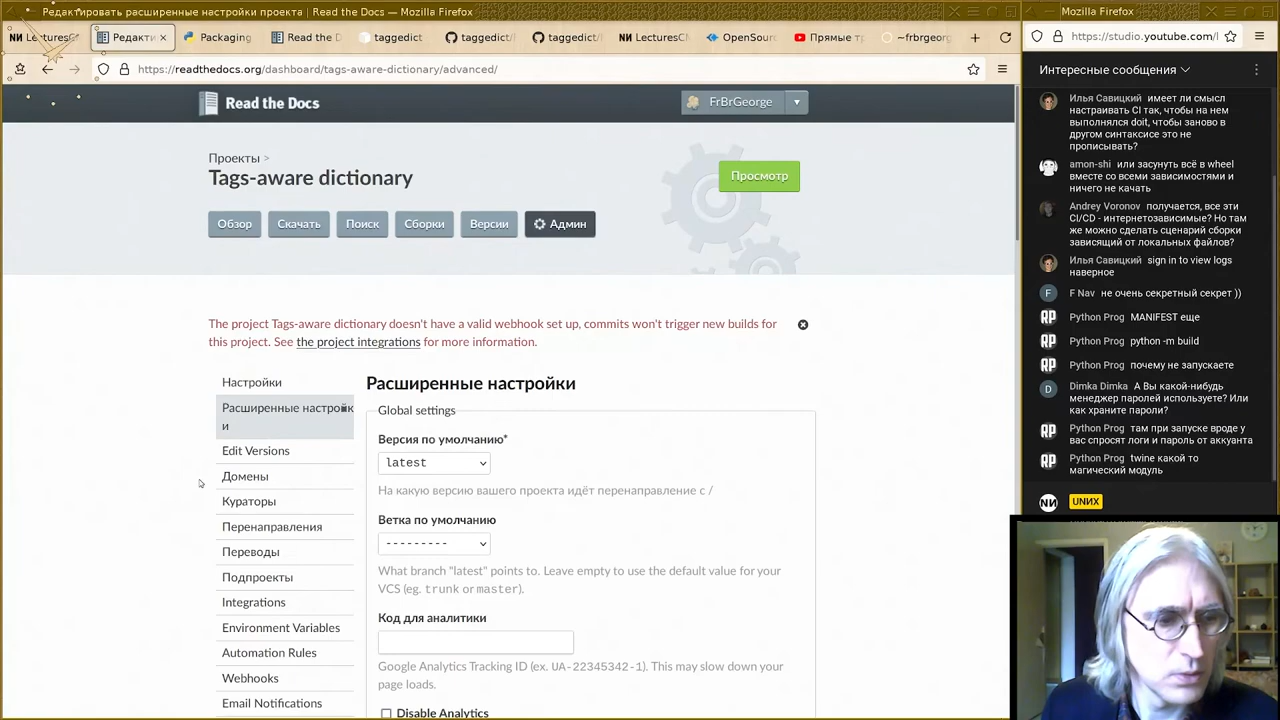 Редактировать расширенные настройки проекта | Read the Docs — Mozilla Firefox
Mozilla Firefox
Редакти
Packaging
Read the D
taggedict
taggedict/
taggedict/
LecturesC
OpenSour
Прямые тр
~frbrgeor
https://studio.youtube.com/l
https://readthedocs.org/dashboard/tags-aware-dictionary/advanced/
Read the Docs
FrBrGeorge
Проекты >
Tags-aware dictionary
Просмотр
Обзор
Скачать
Поиск
Сборки
Версии
Админ
The project Tags-aware dictionary doesn't have a valid webhook set up, commits won't trigger new builds for
this project. See the project integrations for more information.
Настройки
Расширенные настройк
и
Edit Versions
Домены
Кураторы
Перенаправления
Переводы
Подпроекты
Integrations
Environment Variables
Automation Rules
Webhooks
Email Notifications
Расширенные настройки
Global settings
Версия по умолчанию*
latest
На какую версию вашего проекта идёт перенаправление с /
Ветка по умолчанию
---------
What branch "latest" points to. Leave empty to use the default value for your
VCS (eg. trunk or master).
Код для аналитики
Google Analytics Tracking ID (ex. UA-22345342-1). This may slow down your
page loads.
Disable Analytics
Интересные сообщения
Илья Савицкий имеет ли смысл
настраивать CI так, чтобы на нем
выполнялся doit, чтобы заново в
другом синтаксисе это не
прописывать?
amon-shi или засунуть всё в wheel
вместе со всеми зависимостями и
ничего не качать
Andrey Voronov получается, все эти
CI/CD - интернетозависимые? Но там
же можно сделать сценарий сборки
зависящий от локальных файлов?
Илья Савицкий sign in to view logs
наверное
F
F Nav не очень секретный секрет ))
Python Prog MANIFEST еще
Python Prog python -m build
Python Prog почему не запускаете
D
Dimka Dimka А Вы какой-нибудь
менеджер паролей используете? Или
как храните пароли?
Python Prog там при запуске вроде у
вас спросят логи и пароль от аккуанта
Python Prog twine какой то
магический модуль
UNИX